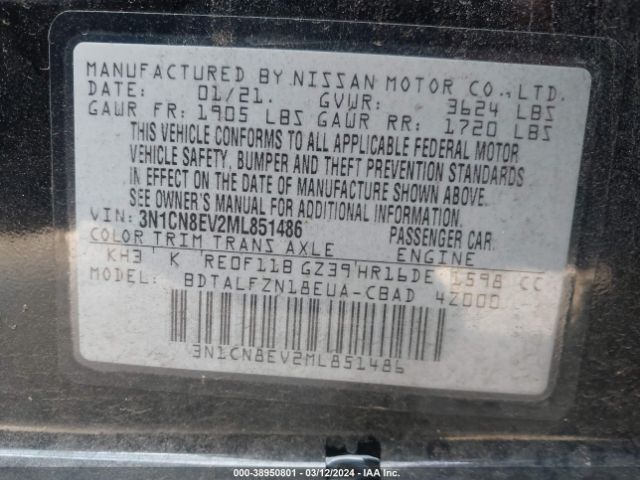 MANUFACTURED BY NISSAN MOTOR CO., LTD.
DATE: 01/21. GVWR: 3624 LBS
GAWR FR: 1905 LBS GAWR RR: 1720 LBS
THIS VEHICLE CONFORMS TO ALL APPLICABLE FEDERAL MOTOR
VEHICLE SAFETY, BUMPER AND THEFT PREVENTION STANDARDS
IN EFFECT ON THE DATE OF MANUFACTURE SHOWN ABOVE.
SEE OWNER'S MANUAL FOR ADDITIONAL INFORMATION.
VIN: 3N1CN8EV2ML851486 PASSENGER CAR.
COLOR TRIM TRANS AXLE ENGINE
KH3 K RE0F11B GZ39 HR16DE 1598 CC
MODEL: BDTALFZN18EUA-CBAD 4Z000
3N1CN8EV2ML851486
000-38950801 - 03/12/2024 - IAA Inc.